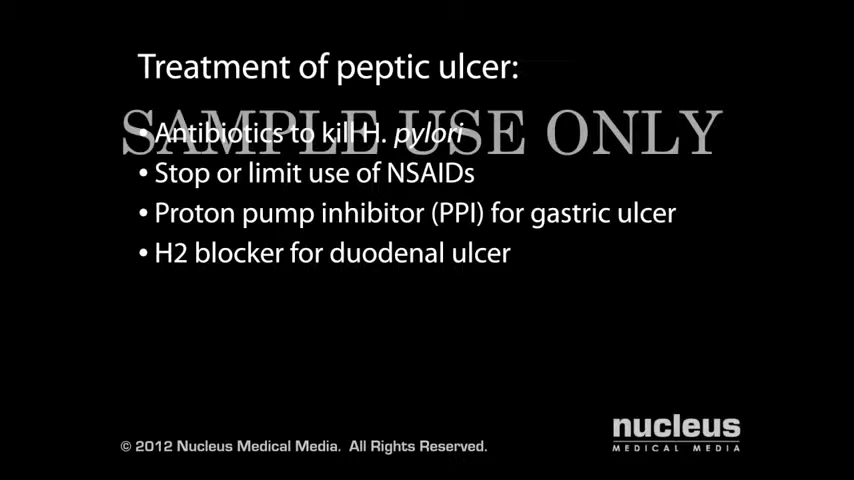 Treatment of peptic ulcer:
SAMPLE USE ONLY
• Antibiotics to kill H. pylori
• Stop or limit use of NSAIDs
• Proton pump inhibitor (PPI) for gastric ulcer
• H2 blocker for duodenal ulcer
nucleus
MEDICAL MEDIA
© 2012 Nucleus Medical Media. All Rights Reserved.